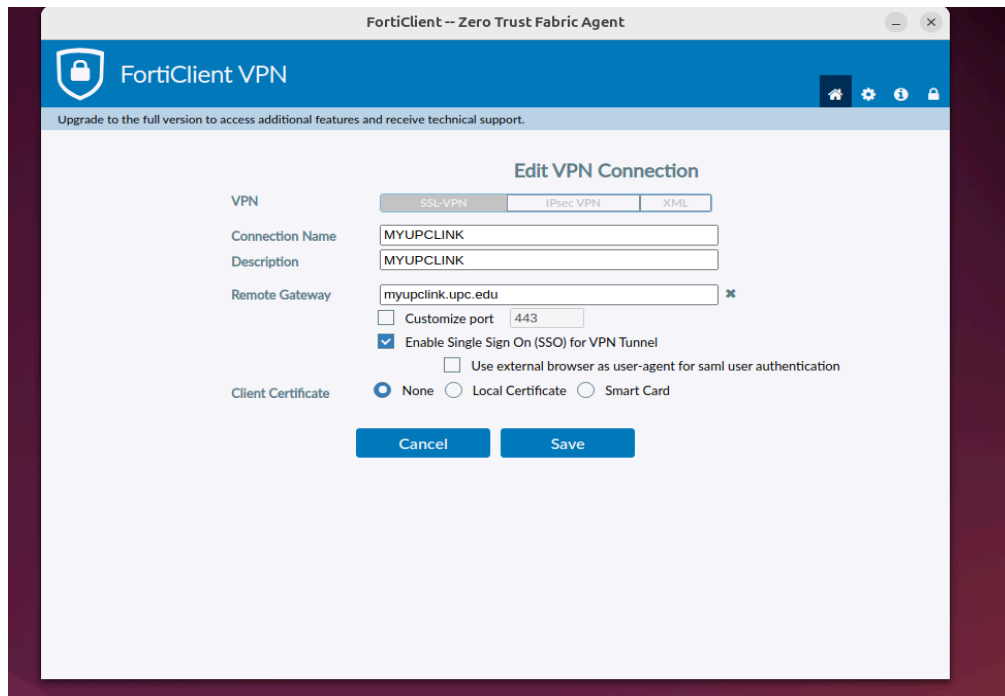 FortiClient -- Zero Trust Fabric Agent
FortiClient VPN
Upgrade to the full version to access additional features and receive technical support.
Edit VPN Connection
VPN SSL-VPN IPsec VPN XML
Connection Name MYUPCLINK
Description MYUPCLINK
Remote Gateway myupclink.upc.edu
Customize port 443
Enable Single Sign On (SSO) for VPN Tunnel
Use external browser as user-agent for saml user authentication
Client Certificate None Local Certificate Smart Card
Cancel Save